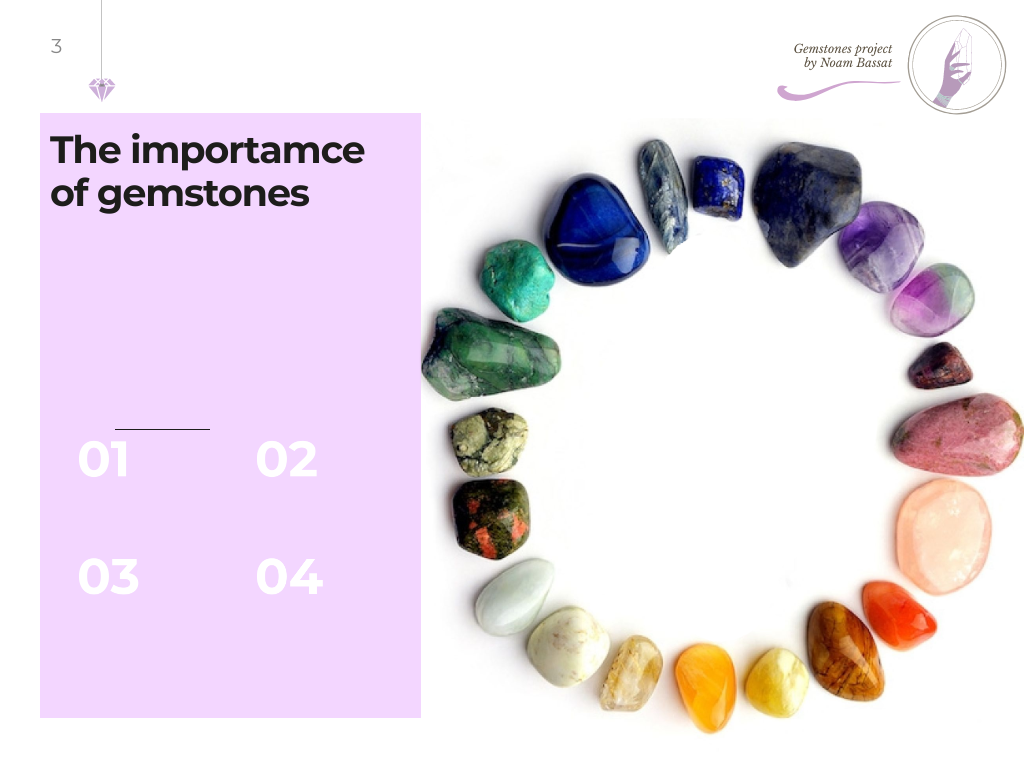 3
Gemstones project
by Noam Bassat
The importamce
of gemstones
01
02
03
04